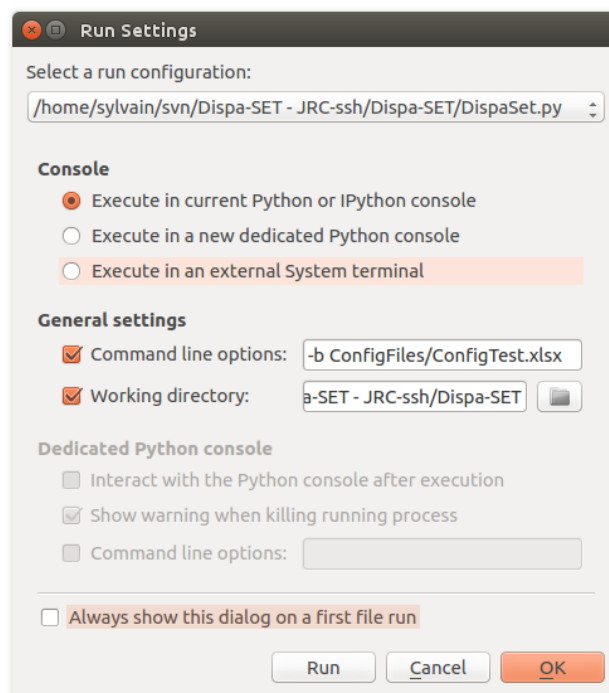 Run Settings
Select a run configuration:
/home/sylvain/svn/Dispa-SET - JRC-ssh/Dispa-SET/DispaSet.py
Console
Execute in current Python or IPython console
Execute in a new dedicated Python console
Execute in an external System terminal
General settings
Command line options: -b ConfigFiles/ConfigTest.xlsx
Working directory: a-SET - JRC-ssh/Dispa-SET
Dedicated Python console
Interact with the Python console after execution
Show warning when killing running process
Command line options:
Always show this dialog on a first file run
Run Cancel OK